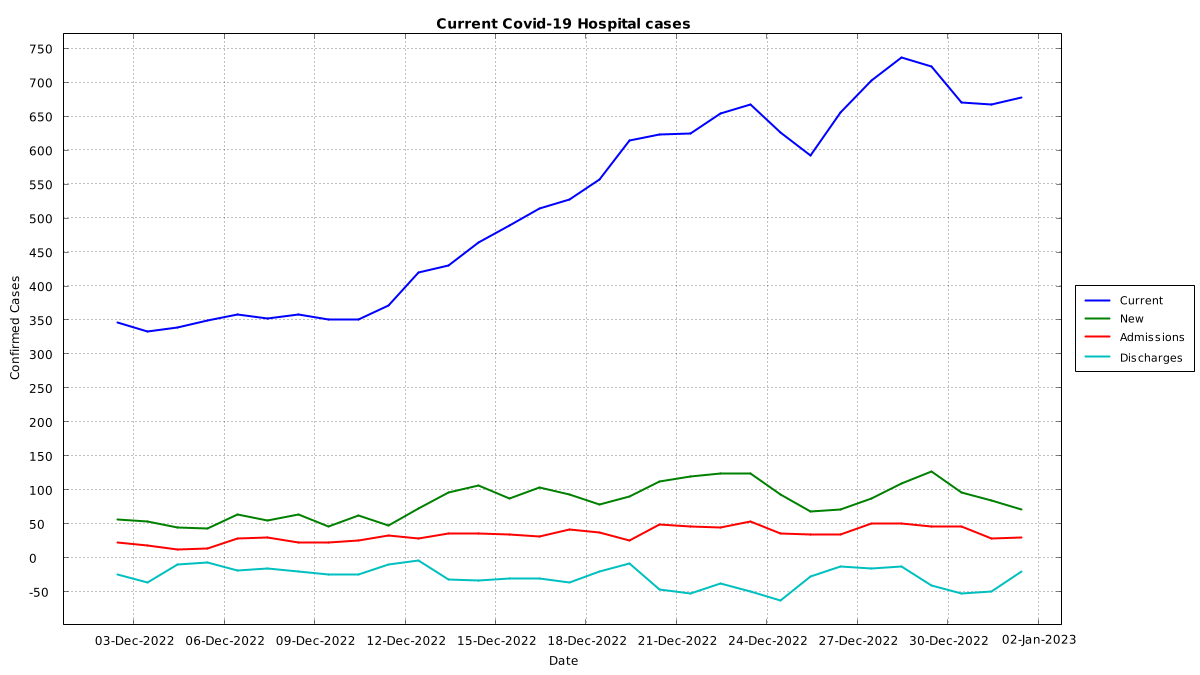 Current Covid-19 Hospital cases
750
700
650
600
550
500
450
400
350
300
250
200
150
100
50
0
-50
Confirmed Cases
03-Dec-2022 06-Dec-2022 09-Dec-2022 12-Dec-2022 15-Dec-2022 18-Dec-2022 21-Dec-2022 24-Dec-2022 27-Dec-2022 30-Dec-2022 02-Jan-2023
Date
Current
New
Admissions
Discharges